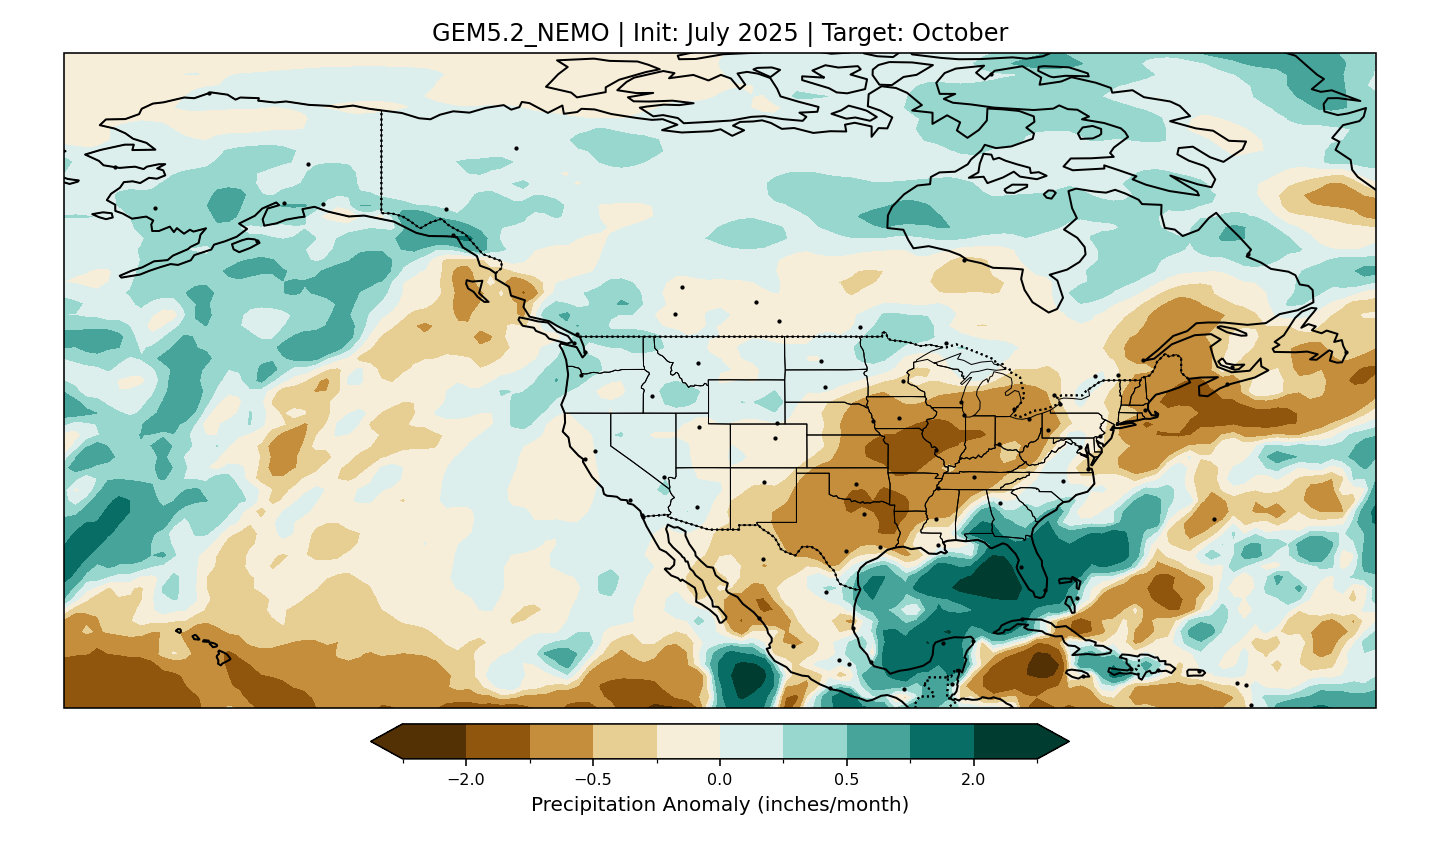 GEM5.2_NEMO | Init: July 2025 | Target: October
−2.0 −0.5 0.0 0.5 2.0
Precipitation Anomaly (inches/month)